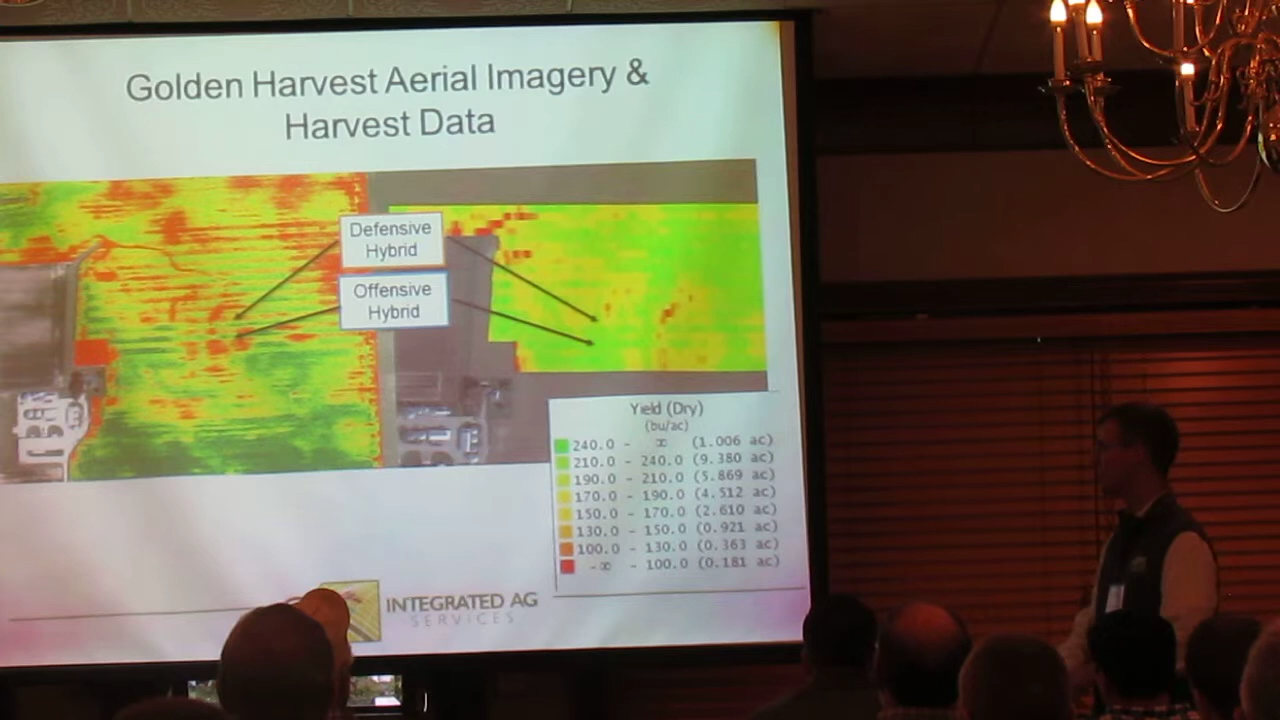 Golden Harvest Aerial Imagery &
Harvest Data
Defensive
Hybrid
Offensive
Hybrid
Yield (Dry)
(bu/ac)
240.0 - ∞ (1.006 ac)
210.0 - 240.0 (9.380 ac)
190.0 - 210.0 (5.869 ac)
170.0 - 190.0 (4.512 ac)
150.0 - 170.0 (2.610 ac)
130.0 - 150.0 (0.921 ac)
100.0 - 130.0 (0.363 ac)
-∞ - 100.0 (0.181 ac)
INTEGRATED AG
SERVICES